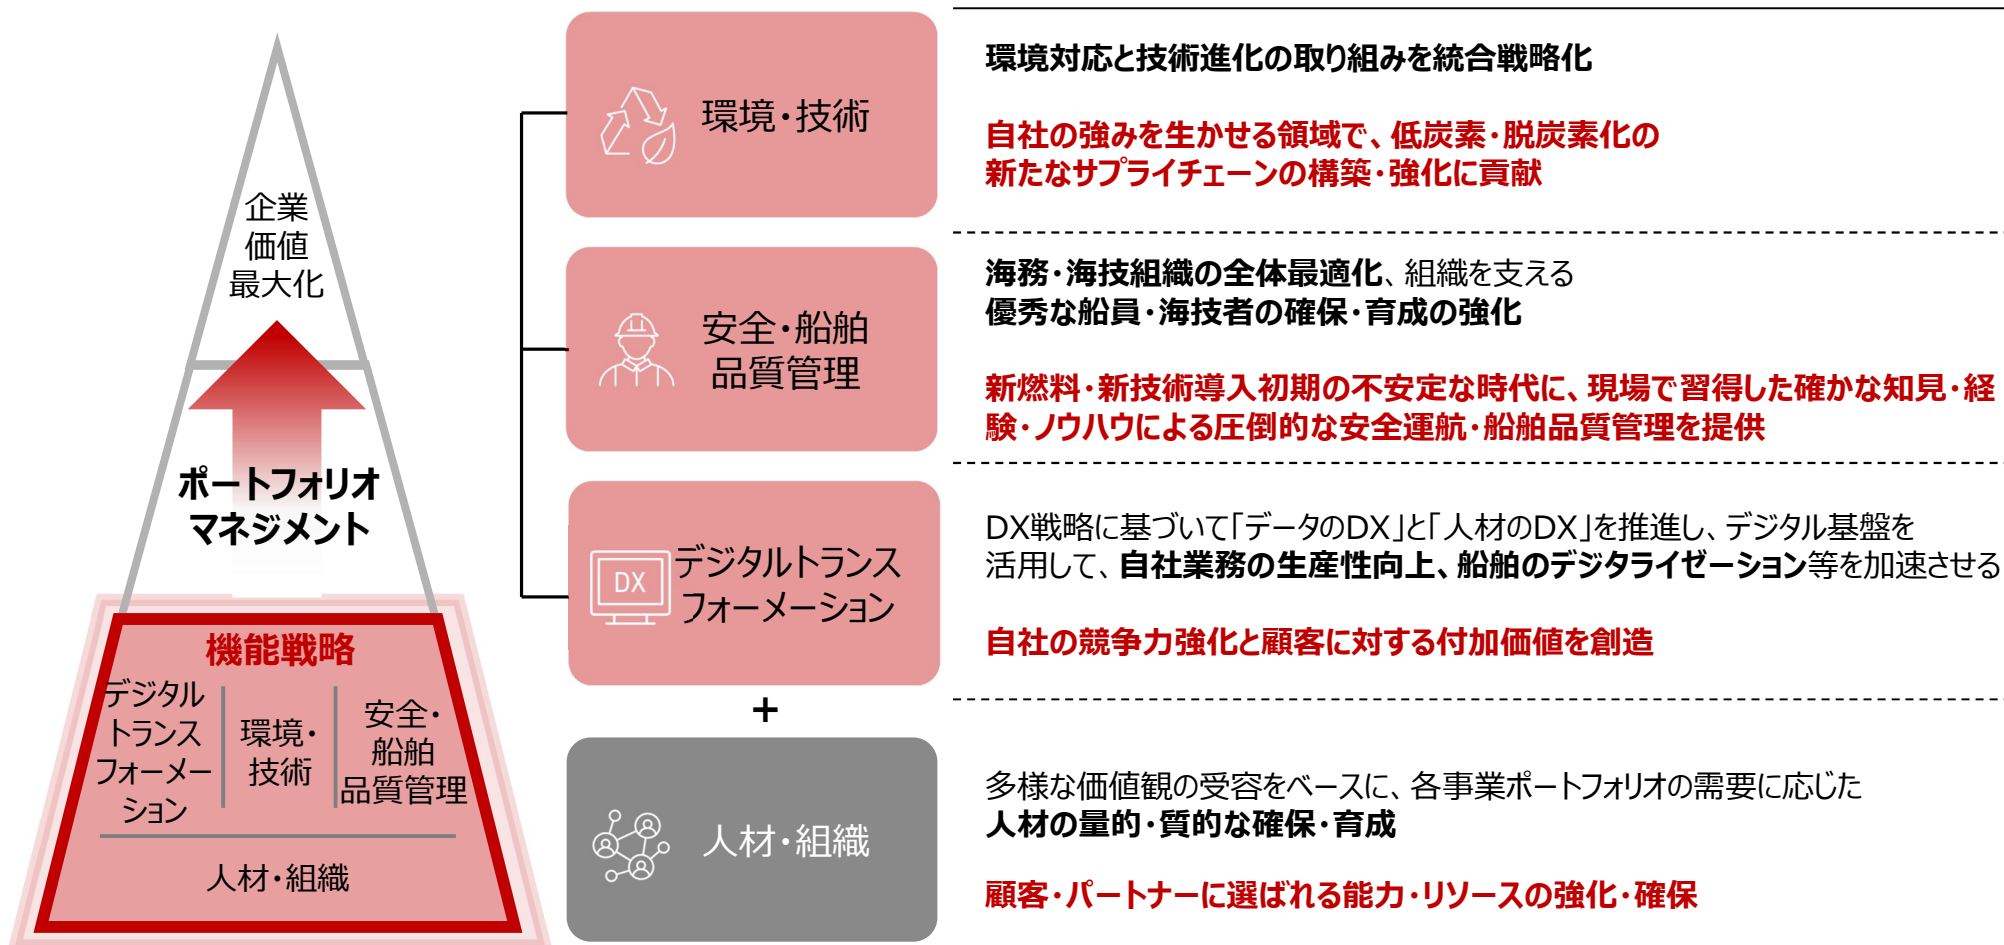 企業
価値
最大化
ポートフォリオ
マネジメント
機能戦略
デジタル
トランス
フォーメー
ション
環境・
技術
安全・
船舶
品質管理
人材・組織
環境・技術
環境対応と技術進化の取り組みを統合戦略化
自社の強みを生かせる領域で、低炭素・脱炭素化の
新たなサプライチェーンの構築・強化に貢献
安全・船舶
品質管理
海務・海技組織の全体最適化、組織を支える
優秀な船員・海技者の確保・育成の強化
新燃料・新技術導入初期の不安定な時代に、現場で習得した確かな知見・経
験・ノウハウによる圧倒的な安全運航・船舶品質管理を提供
DX
デジタルトランス
フォーメーション
DX戦略に基づいて「データのDX」と「人材のDX」を推進し、デジタル基盤を
活用して、自社業務の生産性向上、船舶のデジタライゼーション等を加速させる
自社の競争力強化と顧客に対する付加価値を創造
+
人材・組織
多様な価値観の受容をベースに、各事業ポートフォリオの需要に応じた
人材の量的・質的な確保・育成
顧客・パートナーに選ばれる能力・リソースの強化・確保